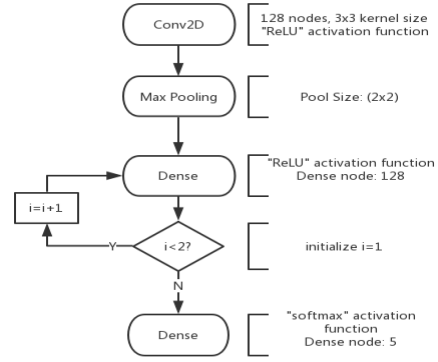 Conv2D
128 nodes, 3x3 kernel size
"ReLU" activation function
Max Pooling
Pool Size: (2x2)
"ReLU" activation function
Dense node: 128
Dense
i=i+1
i<2?
initialize i=1
Y
N
Dense
"softmax" activation
function
Dense node: 5